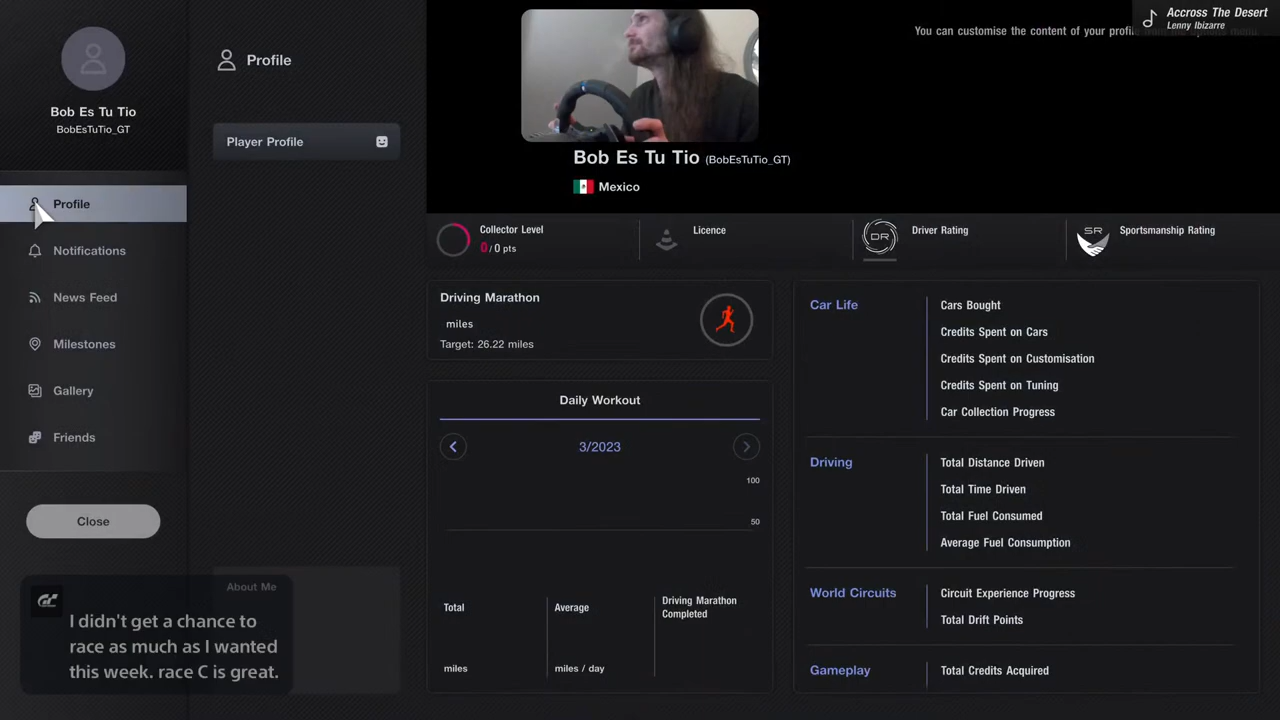 Accross The Desert
Lenny Ibizarre
You can customise the content of your profile
Bob Es Tu Tio
BobEsTuTio_GT
Profile
Player Profile
Bob Es Tu Tio (BobEsTuTio_GT)
Mexico
Profile
Notifications
News Feed
Milestones
Gallery
Friends
Close
Collector Level
0 / 0 pts
Licence
DR
Driver Rating
SR
Sportsmanship Rating
Driving Marathon
miles
Target: 26.22 miles
Daily Workout
3/2023
100
50
Total
miles
Average
miles / day
Driving Marathon
Completed
Car Life
Cars Bought
Credits Spent on Cars
Credits Spent on Customisation
Credits Spent on Tuning
Car Collection Progress
Driving
Total Distance Driven
Total Time Driven
Total Fuel Consumed
Average Fuel Consumption
World Circuits
Circuit Experience Progress
Total Drift Points
Gameplay
Total Credits Acquired
About Me
I didn't get a chance to
race as much as I wanted
this week. race C is great.